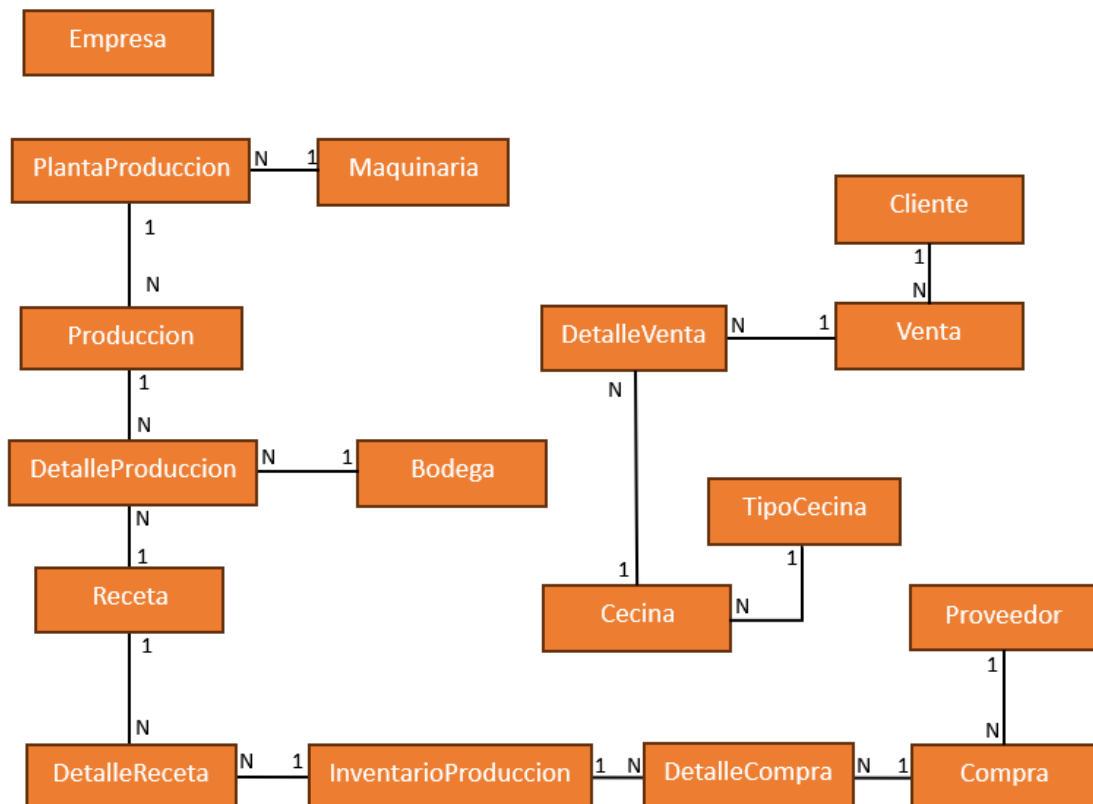 Empresa
PlantaProduccion
N
1
Maquinaria
Cliente
1
N
1
N
Produccion
DetalleVenta
N
1
Venta
1
N
N
DetalleProduccion
N
1
Bodega
TipoCecina
N
1
1
Receta
1
Cecina
N
Proveedor
1
1
N
N
DetalleReceta
N
1
InventarioProduccion
1
N
DetalleCompra
N
1
Compra